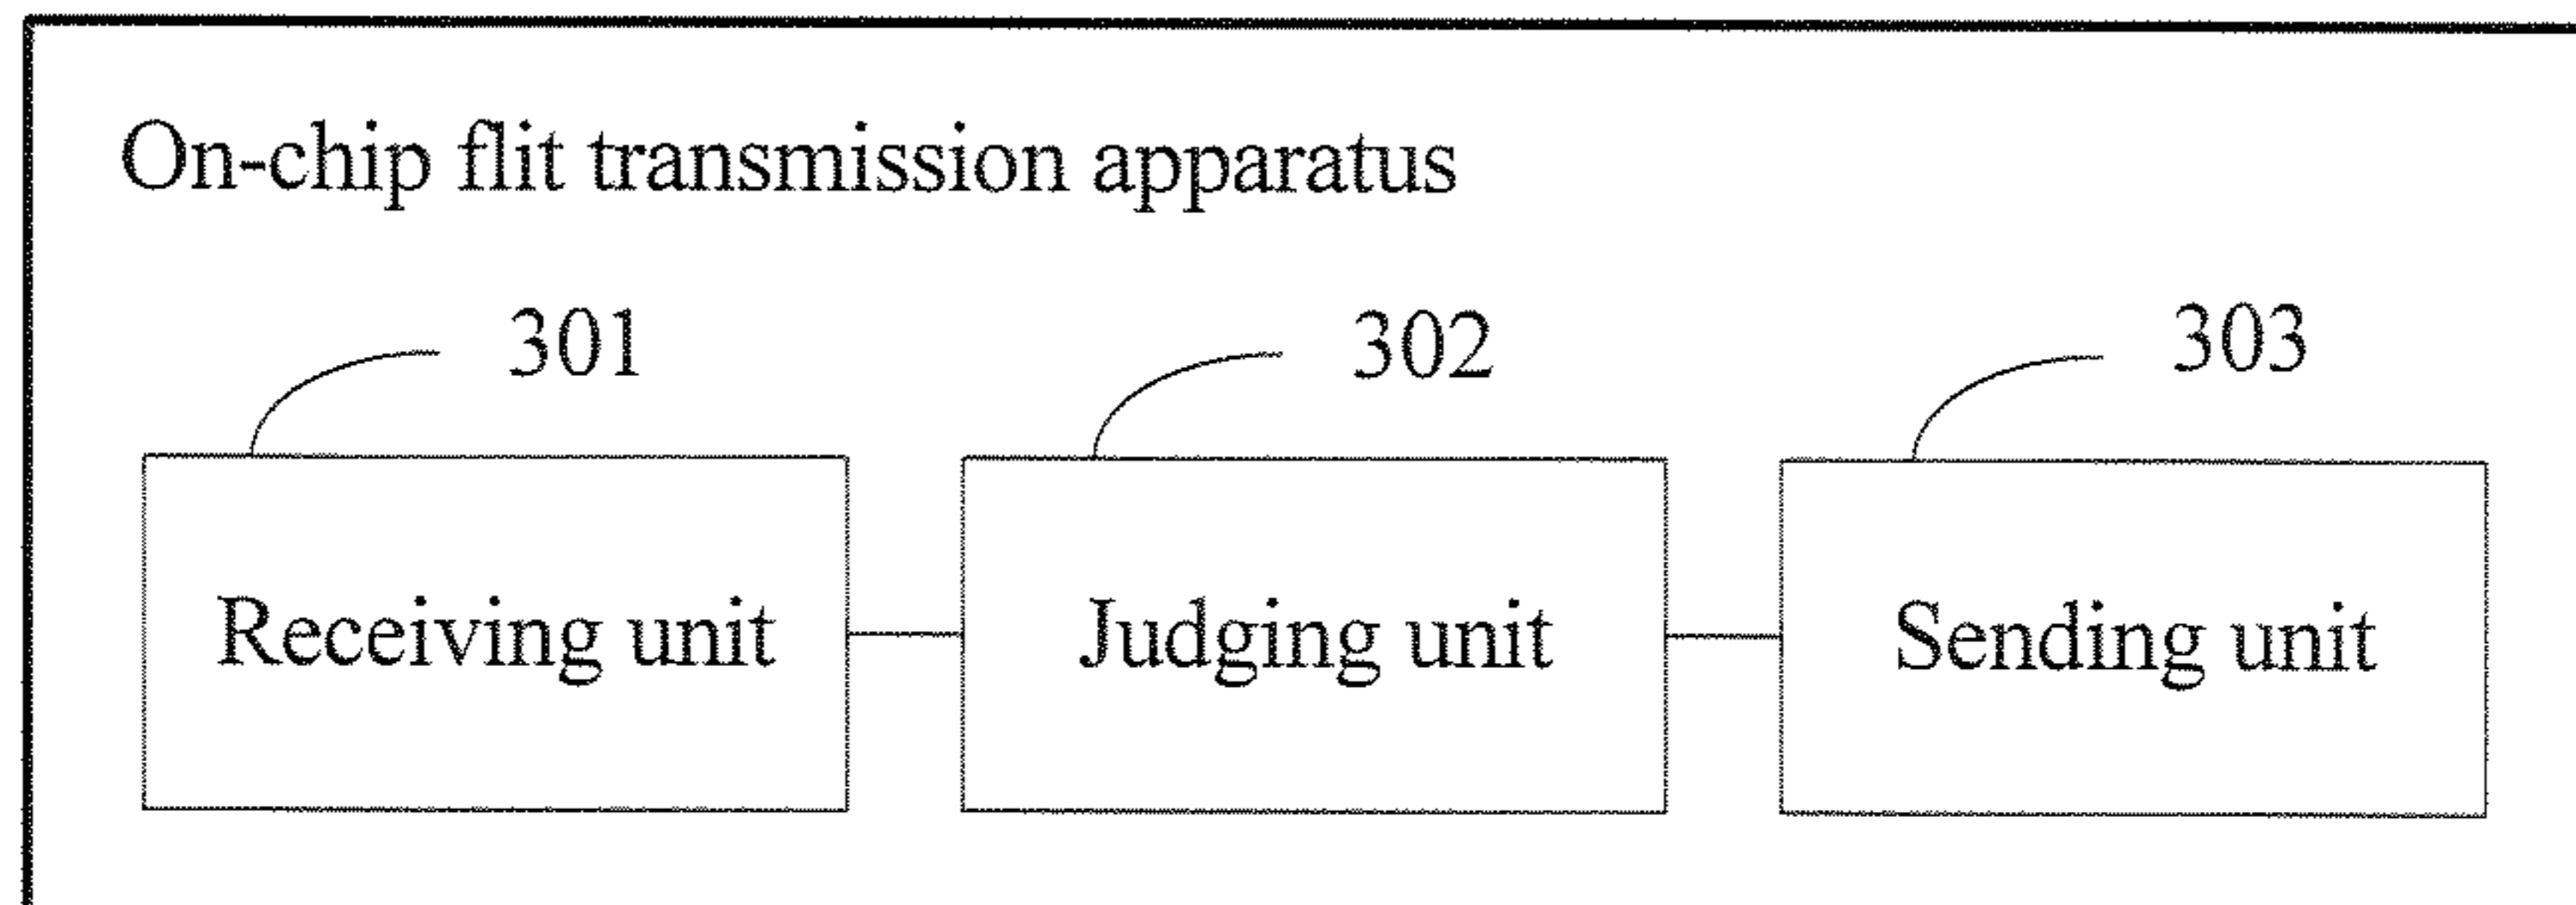 On-chip flit transmission apparatus
301 302 303
Receiving unit Judging unit Sending unit